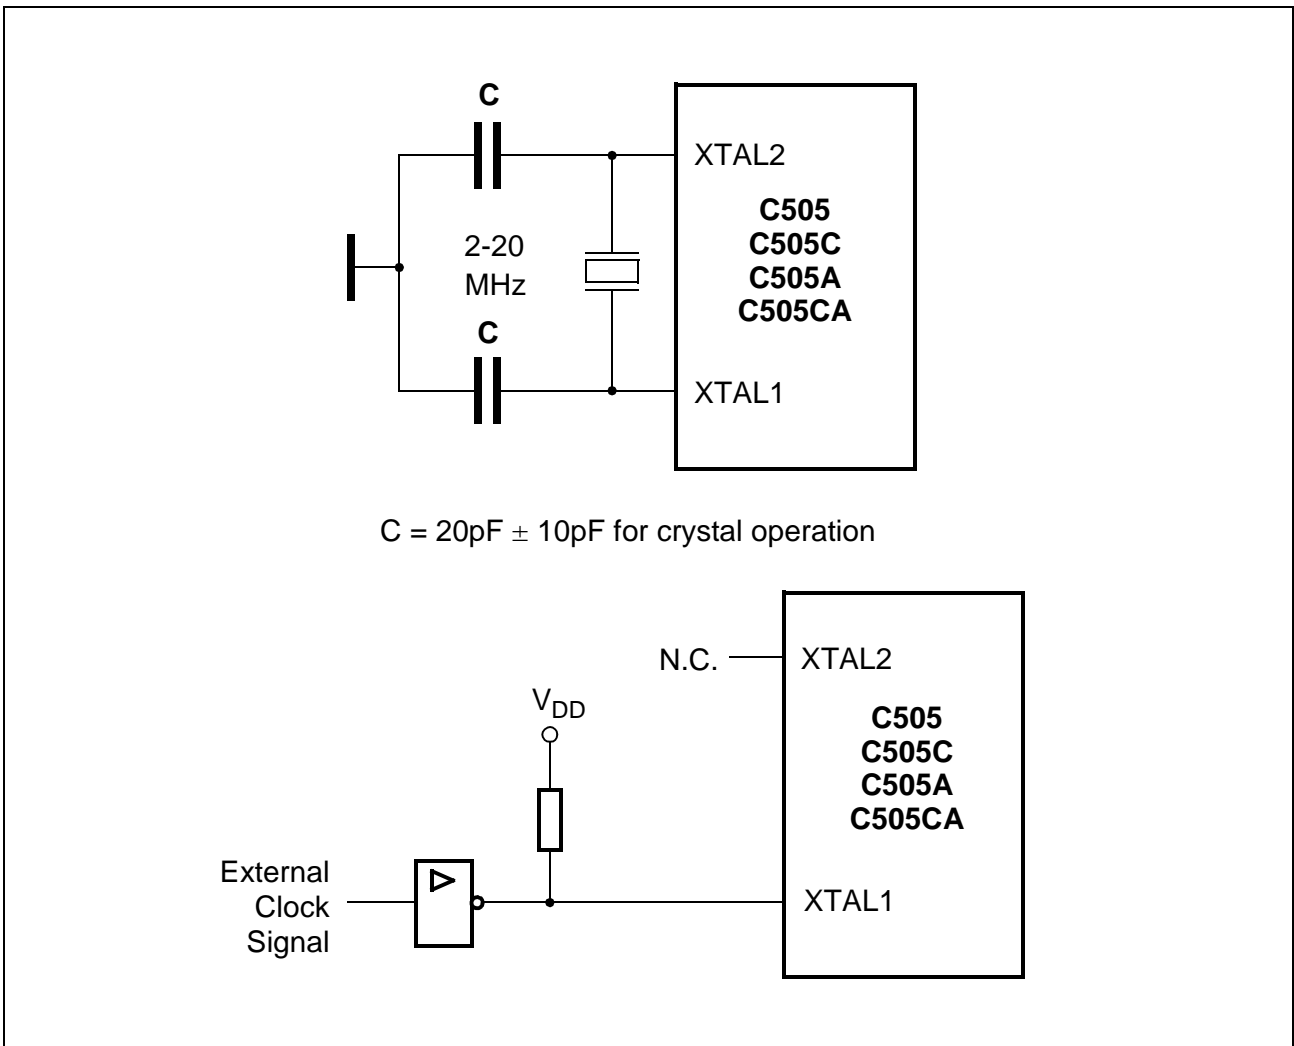 C
XTAL2
C505
C505C
C505A
C505CA
2-20
MHz
C
XTAL1
C = 20pF ± 10pF for crystal operation
N.C.
XTAL2
VDD
C505
C505C
C505A
C505CA
External
Clock
Signal
XTAL1